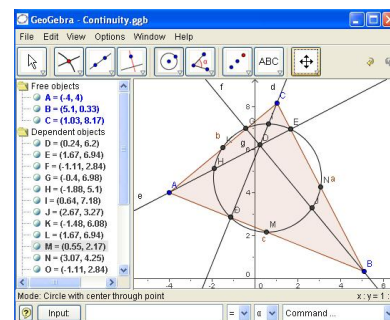 GeoGebra - Continuity.ggb
File Edit View Options Window Help
ABC
Free objects
A = (-4, 4)
B = (5.1, 0.33)
C = (1.03, 8.17)
Dependent objects
D = (0.24, 6.2)
E = (1.67, 6.94)
F = (-1.11, 2.84)
G = (-0.4, 6.98)
H = (-1.88, 5.1)
I = (0.64, 7.18)
J = (2.67, 3.27)
K = (-1.48, 6.08)
L = (1.67, 6.94)
M = (0.55, 2.17)
N = (3.07, 4.25)
O = (-1.11, 2.84)
f d
8 C
b E
g
6
H
N a
A 4
e
J
2 M
c
B
-4 -2 0 2 4
Mode: Circle with center through point x : y = 1 :
Input: = α Command ...